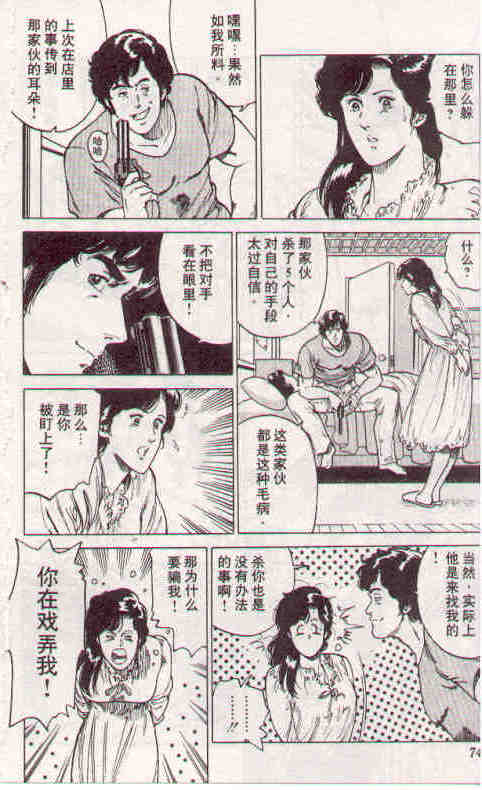 你怎么躲
在那里？
嘿嘿…果然
如我所料。
上次在店里
的事传到
那家伙的耳朵！
哈哈
什么？
那家伙
杀了5个人，
对自己的手段
太过自信。
这类家伙
都是这种毛病。
不把对手
看在眼里！
那么…
是你
被盯上了！
当然，实际上
他是来找我的
！
杀你也是
没有办法
的事啊！
………
………
那为什么
要骗我！
你在戏弄我！
74